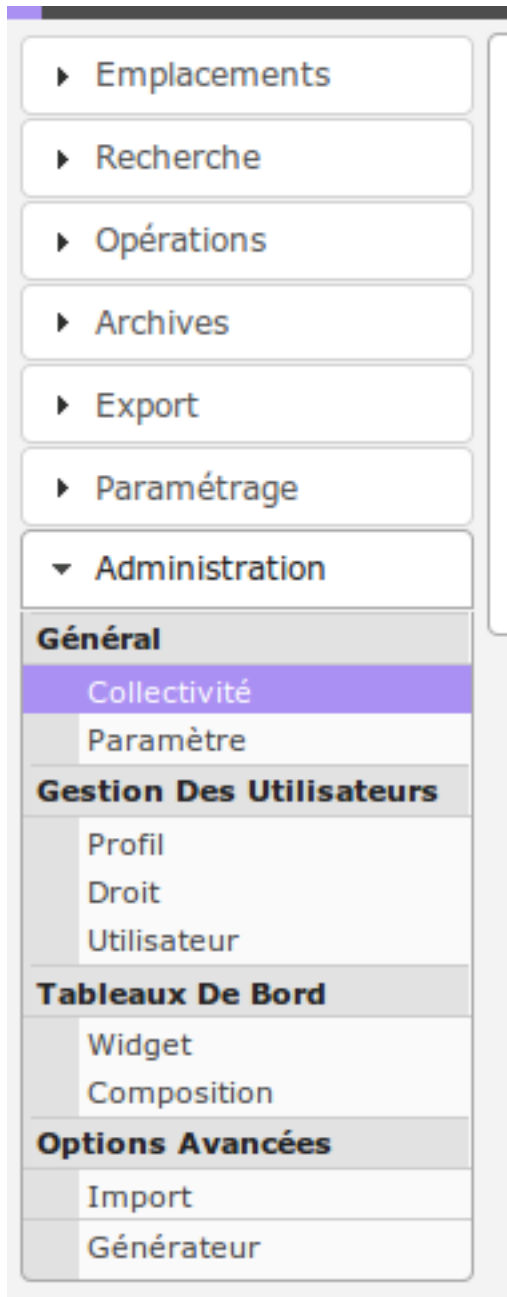 Emplacements
Recherche
Opérations
Archives
Export
Paramétrage
Administration
Général
Collectivité
Paramètre
Gestion Des Utilisateurs
Profil
Droit
Utilisateur
Tableaux De Bord
Widget
Composition
Options Avancées
Import
Générateur